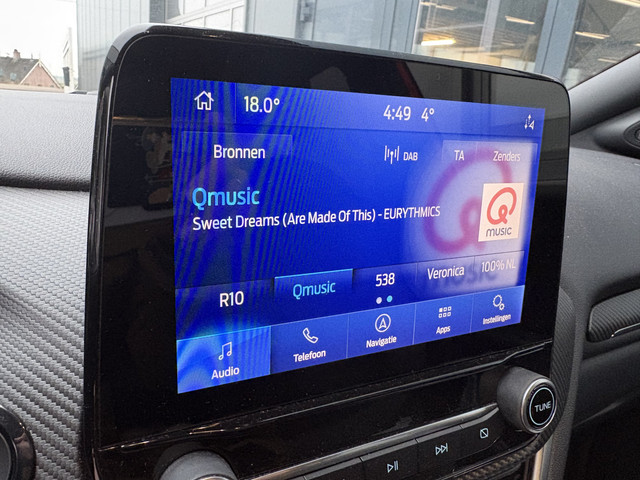 18.0°
4:49 4°
Bronnen
DAB
TA
Zenders
Qmusic
Sweet Dreams (Are Made Of This) - EURYTHMICS
Q
MUSIC
R10
Qmusic
538
Veronica
100% NL
Audio
Telefoon
Navigatie
Apps
Instellingen
TUNE